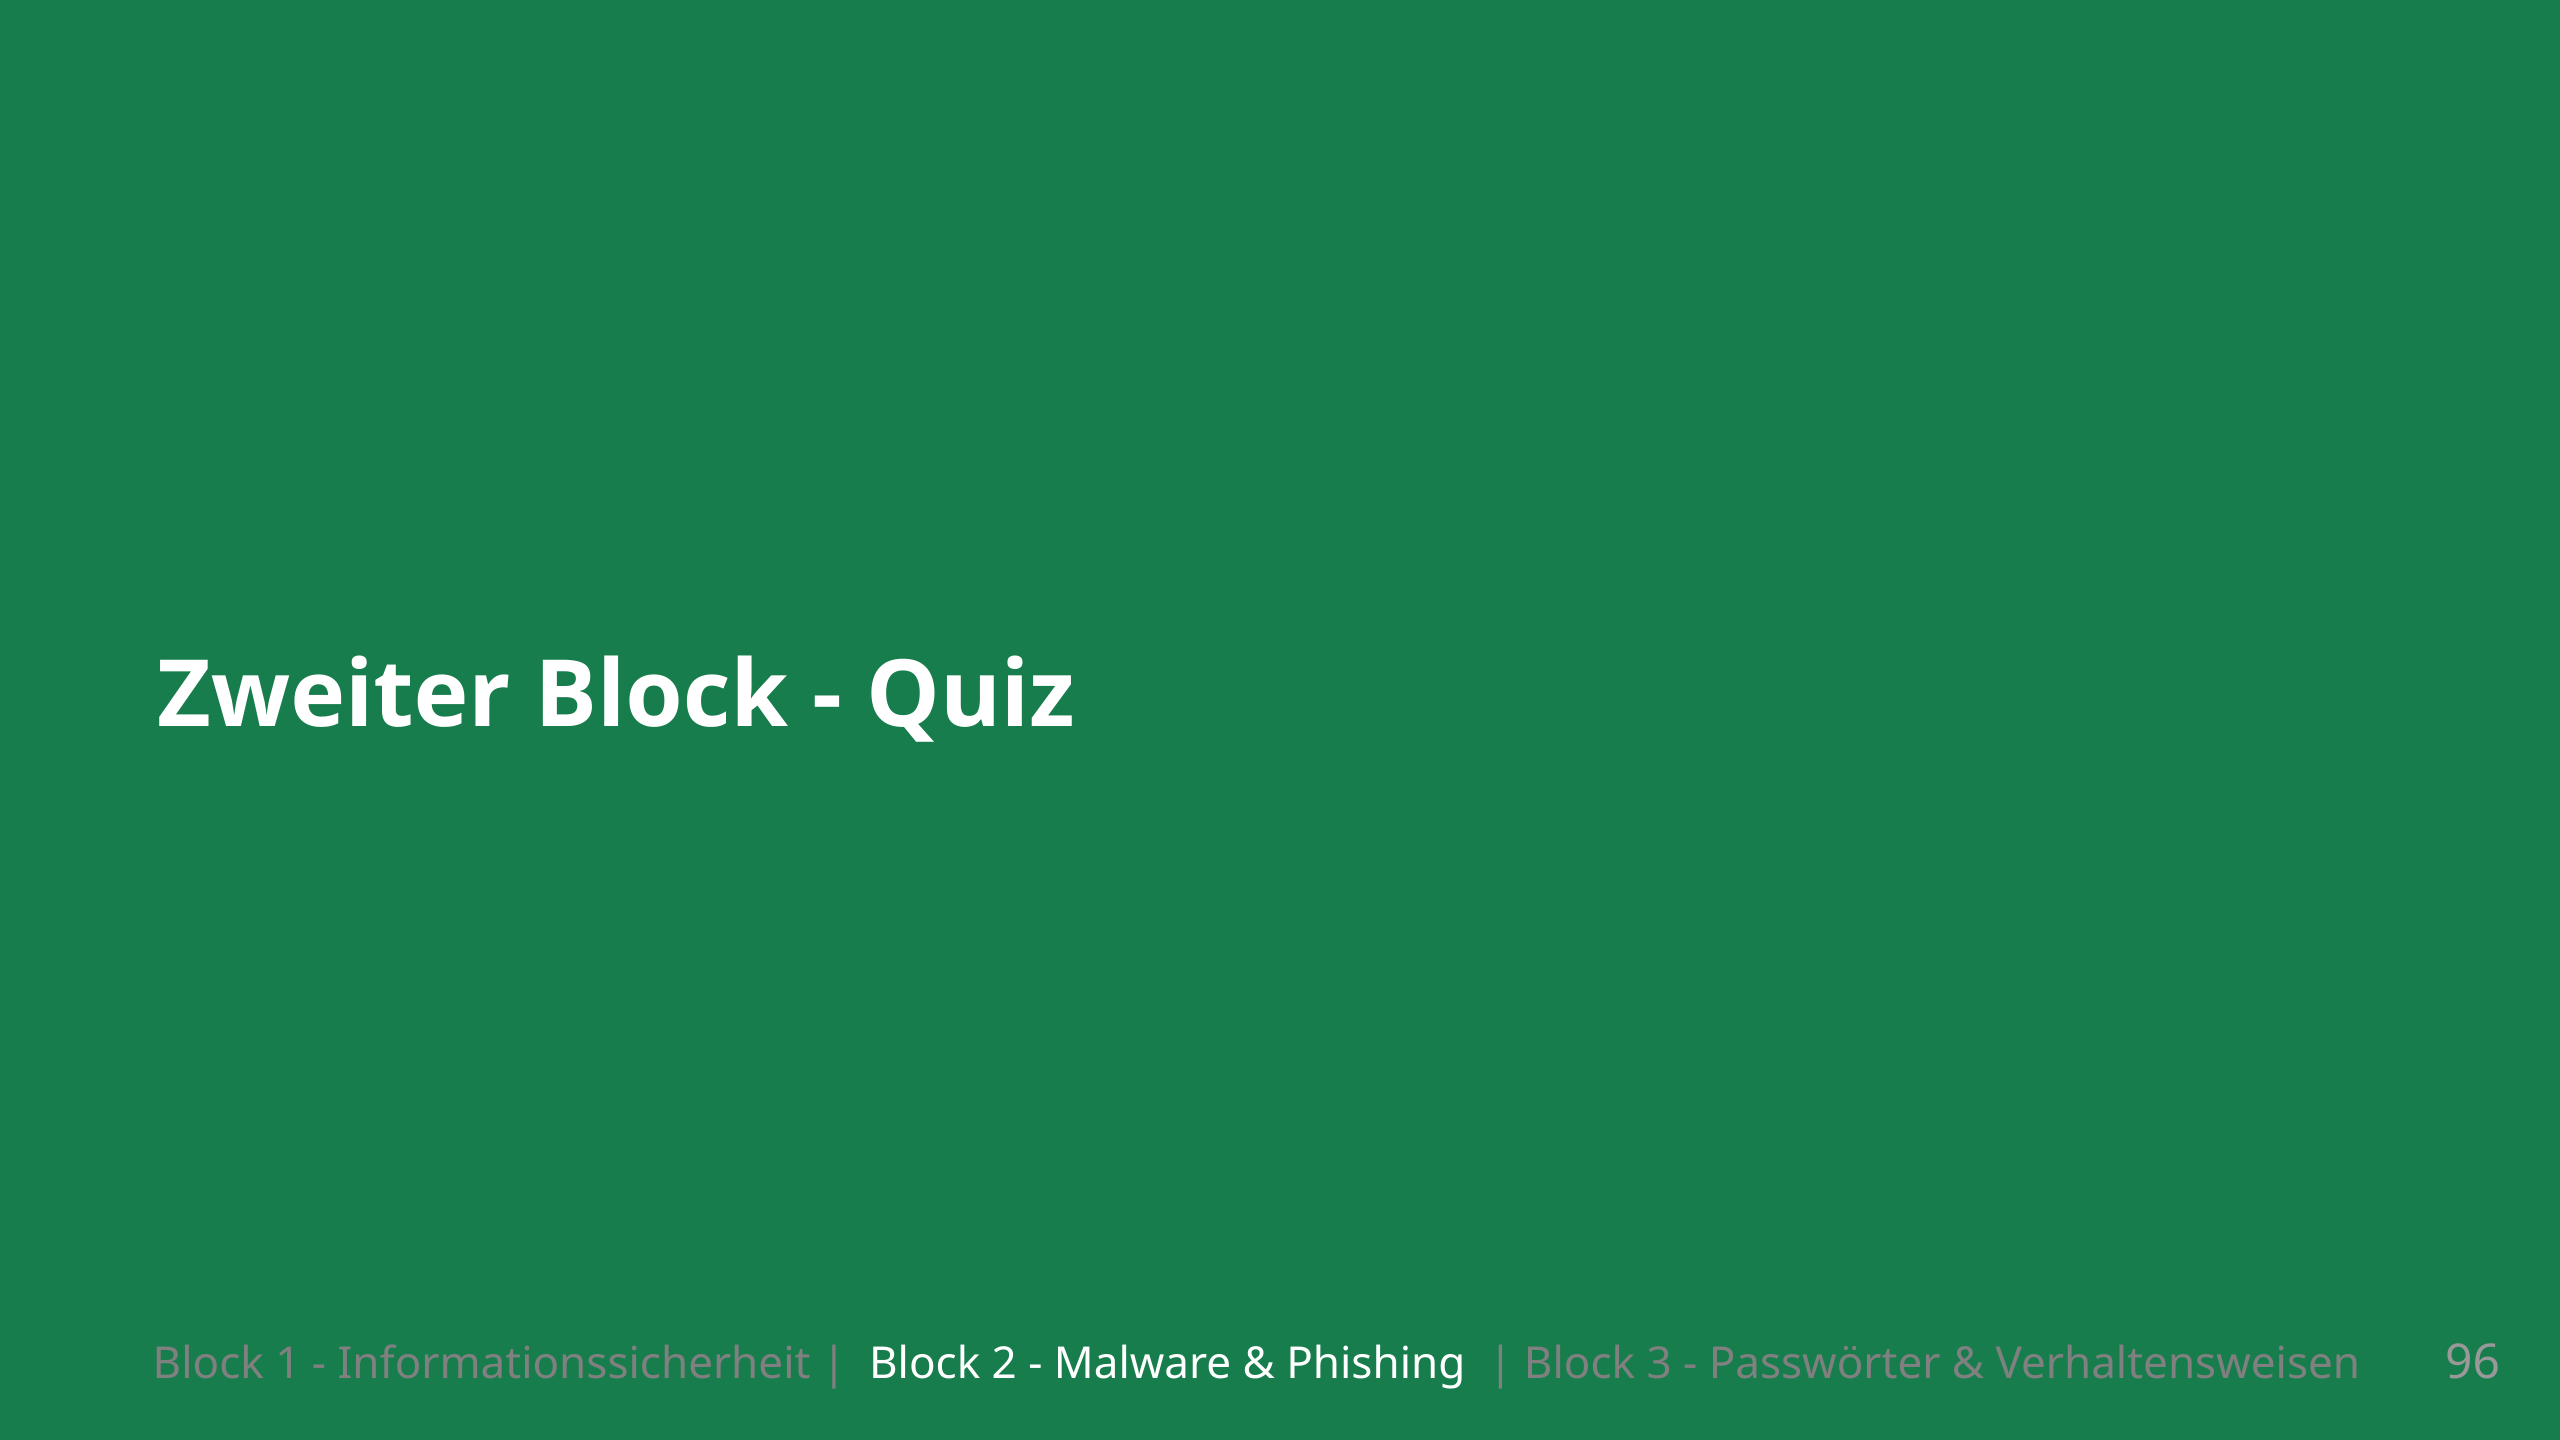 Zweiter Block - Quiz
Block 1 - Informationssicherheit | Block 2 - Malware & Phishing | Block 3 - Passwörter & Verhaltensweisen 96